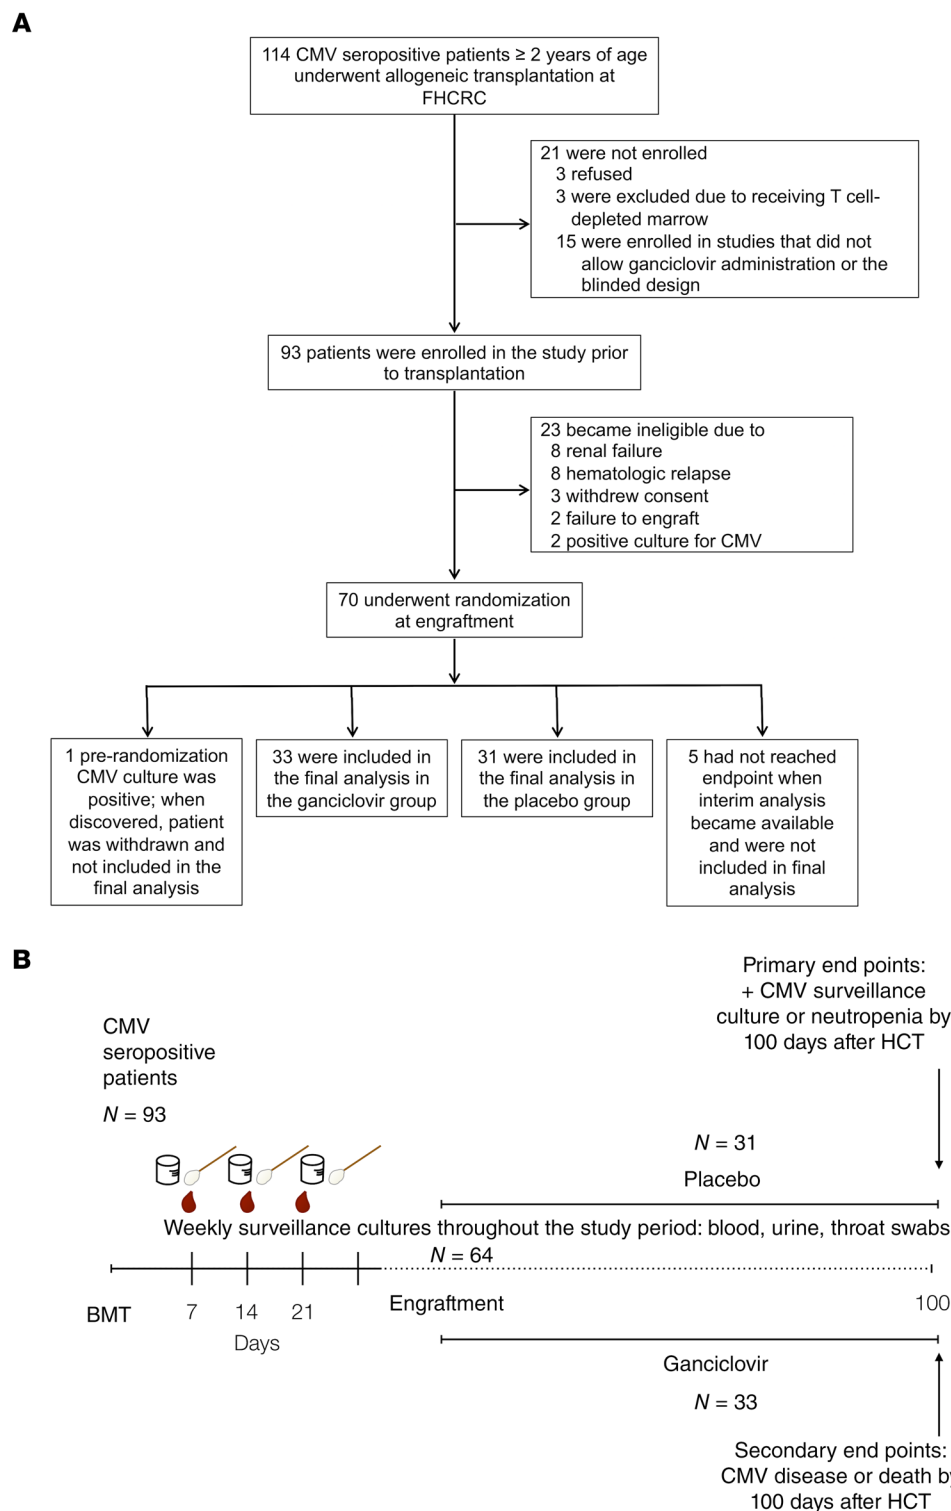 A
114 CMV seropositive patients ≥ 2 years of age
underwent allogeneic transplantation at
FHCRC
21 were not enrolled
3 refused
3 were excluded due to receiving T cell-
depleted marrow
15 were enrolled in studies that did not
allow ganciclovir administration or the
blinded design
93 patients were enrolled in the study prior
to transplantation
23 became ineligible due to
8 renal failure
8 hematologic relapse
3 withdrew consent
2 failure to engraft
2 positive culture for CMV
70 underwent randomization
at engraftment
1 pre-randomization
CMV culture was
positive; when
discovered, patient
was withdrawn and
not included in the
final analysis
33 were included in
the final analysis in
the ganciclovir group
31 were included in
the final analysis in
the placebo group
5 had not reached
endpoint when
interim analysis
became available
and were not
included in final
analysis
B
Primary end points:
+ CMV surveillance
culture or neutropenia by
100 days after HCT
CMV
seropositive
patients
N = 93
N = 31
Placebo
Weekly surveillance cultures throughout the study period: blood, urine, throat swabs
N = 64
BMT
7
14
21
Engraftment
100
Days
Ganciclovir
N = 33
Secondary end points:
CMV disease or death by
100 days after HCT